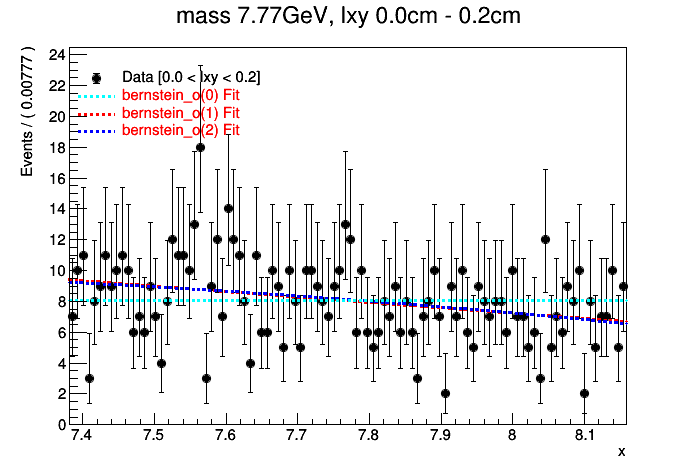 mass 7.77GeV, lxy 0.0cm - 0.2cm
Events / ( 0.00777 )
24
22
20
18
16
14
12
10
8
6
4
2
0
Data [0.0 < lxy < 0.2]
bernstein_o(0) Fit
bernstein_o(1) Fit
bernstein_o(2) Fit
7.4 7.5 7.6 7.7 7.8 7.9 8 8.1
x